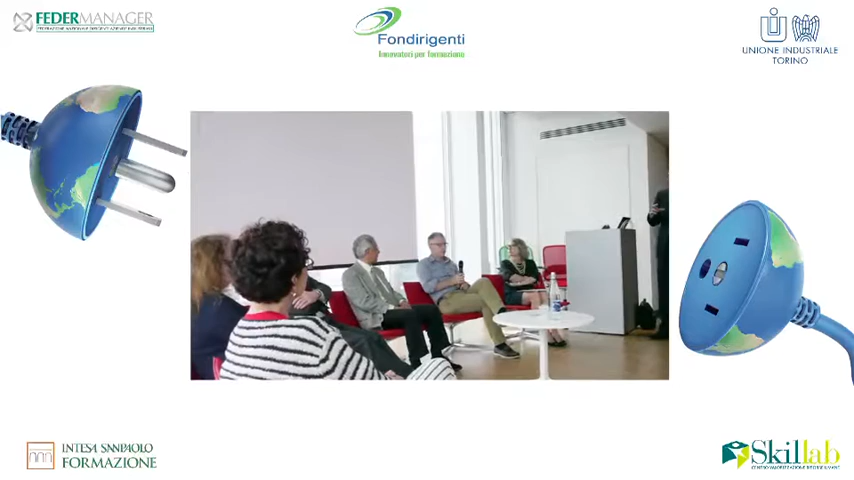 FEDERMANAGER
Fondirigenti
Innovatori per formazione
UNIONE INDUSTRIALE
TORINO
INTESA SANPAOLO
FORMAZIONE
Skillab